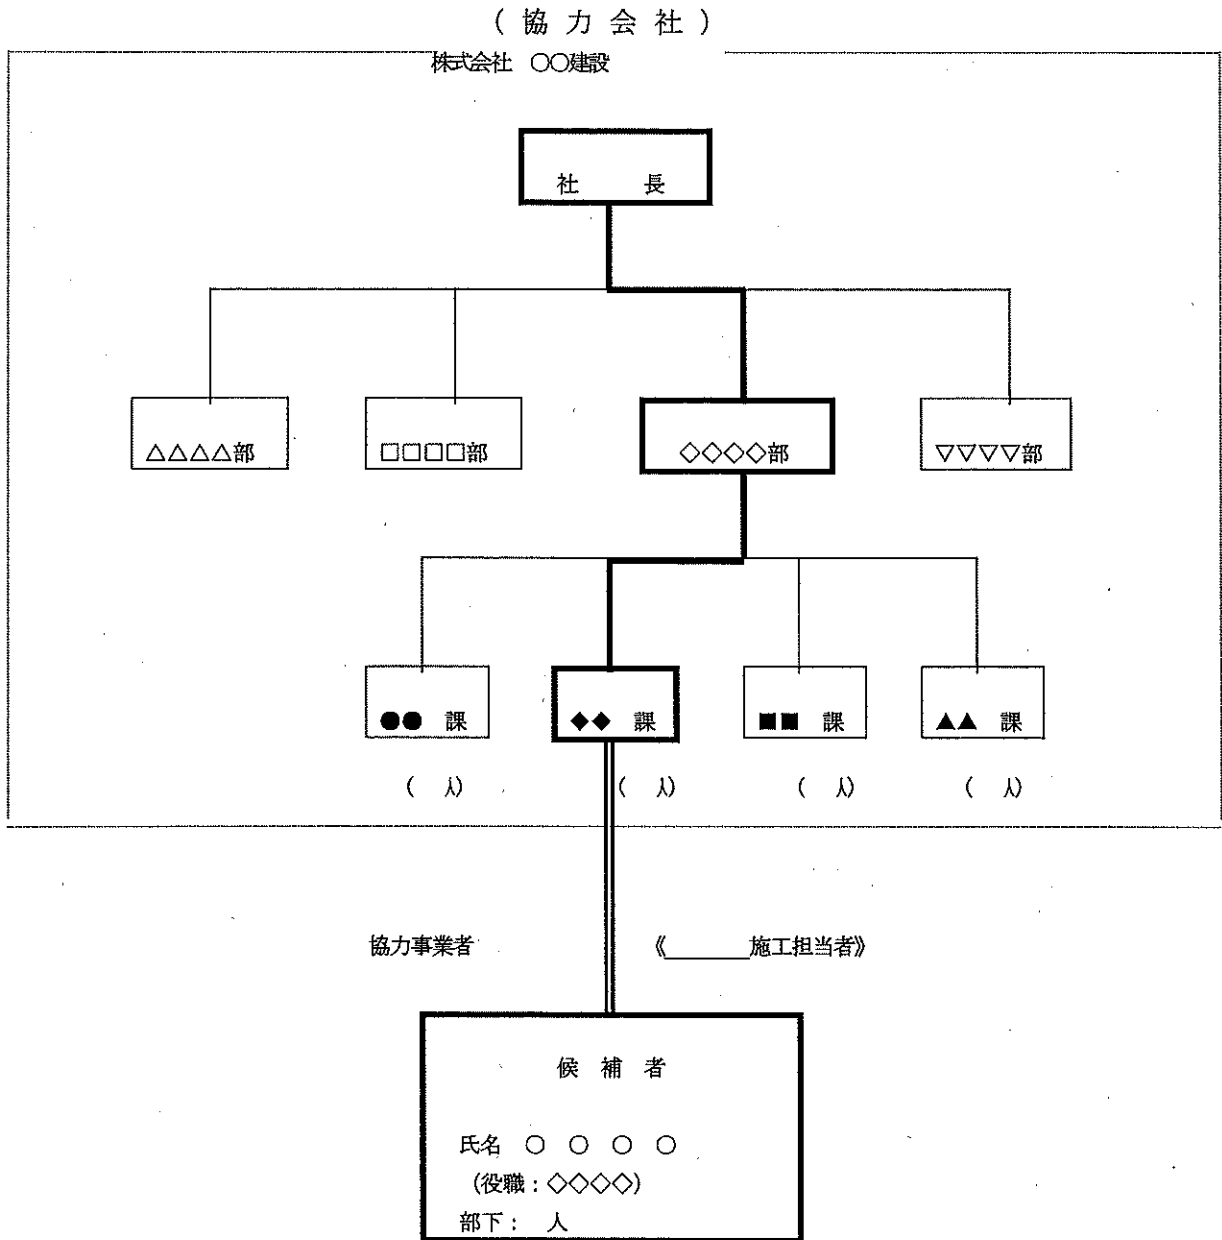 （協力会社）
株式会社　〇〇建設
社　　長
△△△△部
□□□□部
◇◇◇◇部
▽▽▽▽部
●●　課
◆◆　課
■■　課
▲▲　課
（　人）
（　人）
（　人）
（　人）
協力事業者
《＿＿＿＿施工担当者》
候　補　者
氏名　〇　〇　〇　〇
（役職：◇◇◇◇）
部下：　人